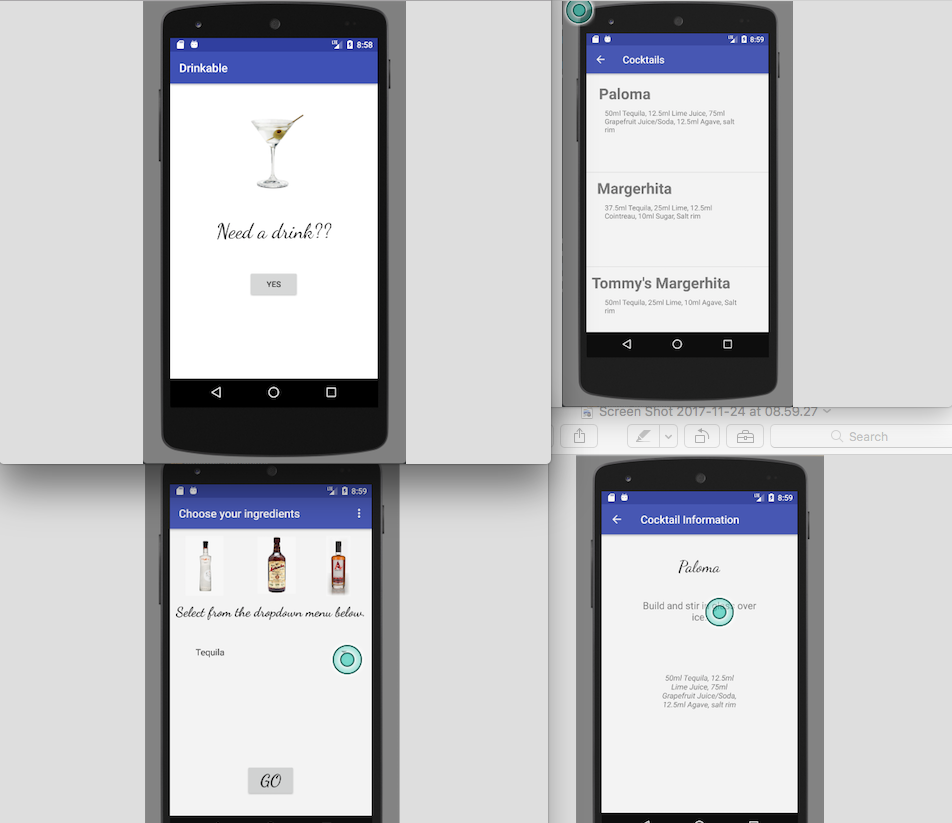 8:58
Drinkable
Need a drink??
YES
8:59
Cocktails
Paloma
50ml Tequila, 12.5ml Lime Juice, 75ml
Grapefruit Juice/Soda, 12.5ml Agave, salt
rim
Margerhita
37.5ml Tequila, 25ml Lime, 12.5ml
Cointreau, 10ml Sugar, Salt rim
Tommy's Margerhita
50ml Tequila, 25ml Lime, 10ml Agave, Salt
rim
Screen Shot 2017-11-24 at 08.59.27
Search
8:59
Choose your ingredients
Select from the dropdown menu below.
Tequila
GO
8:59
Cocktail Information
Paloma
Build and stir over
ice
50ml Tequila, 12.5ml
Lime Juice, 75ml
Grapefruit Juice/Soda,
12.5ml Agave, salt rim